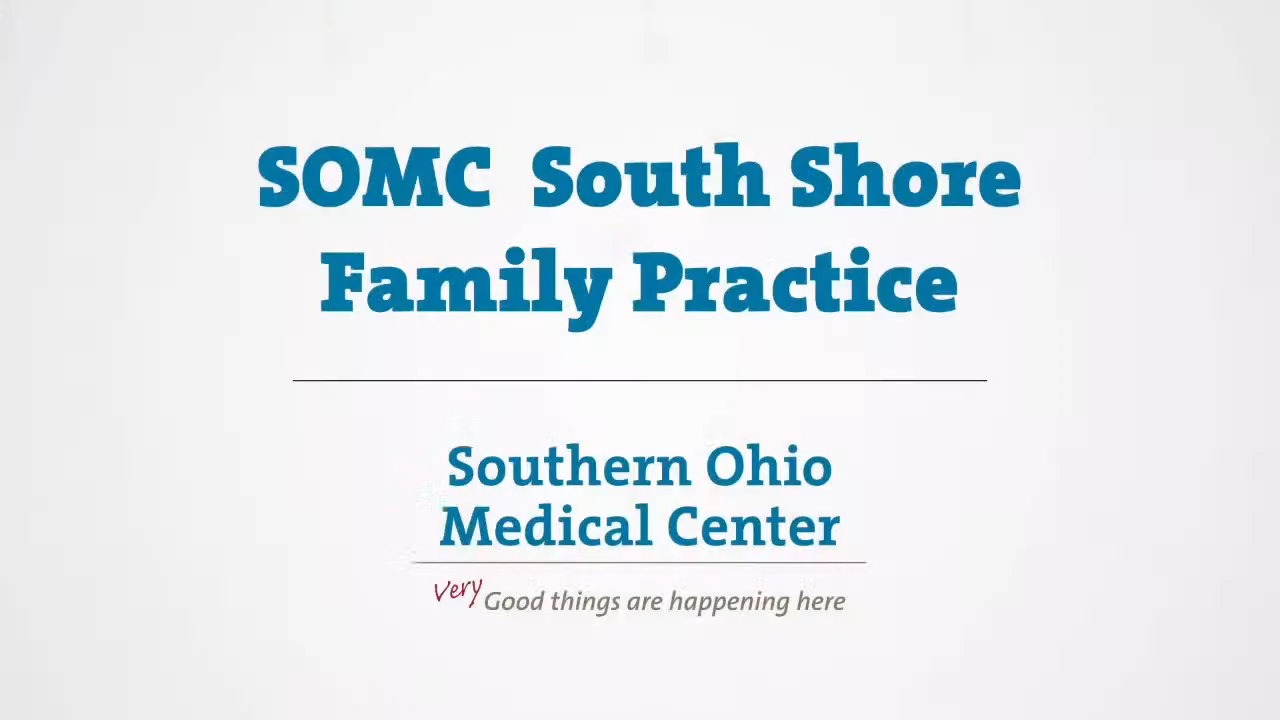 SOMC South Shore
Family Practice
Southern Ohio
Medical Center
Very Good things are happening here